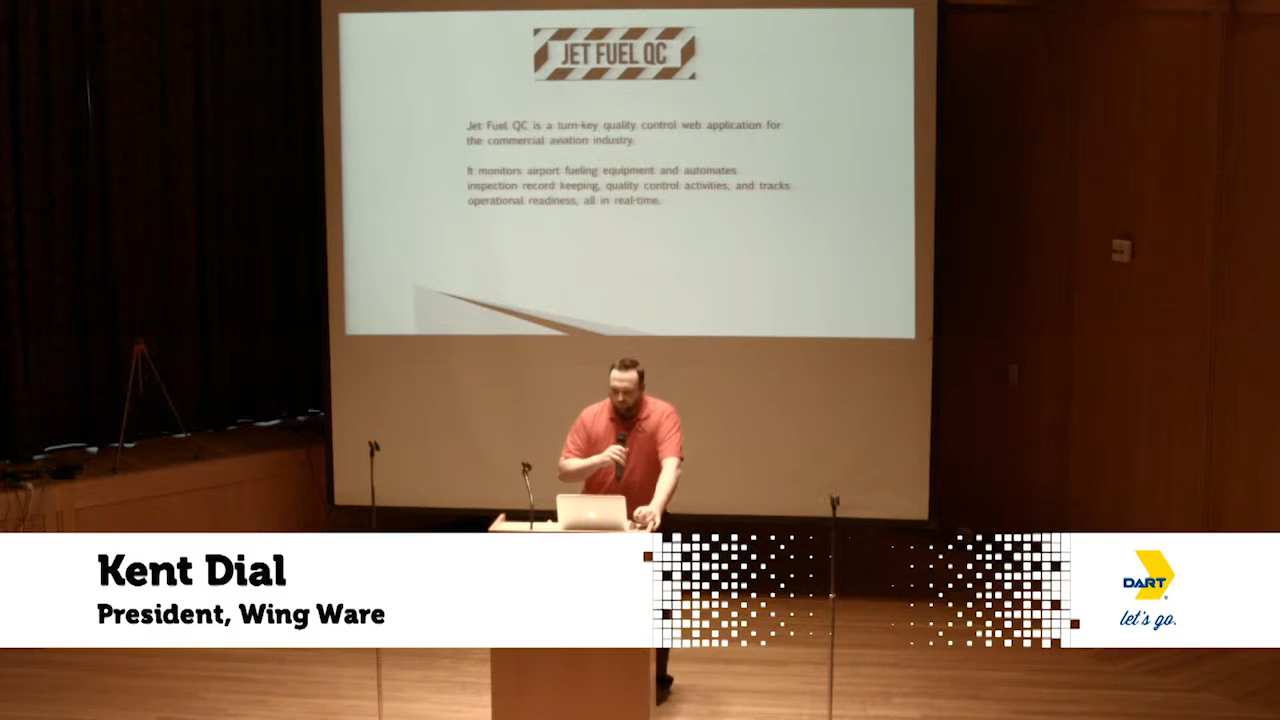 JET FUEL QC
Jet Fuel QC is a turn-key quality control web application for
the commercial aviation industry.
It monitors airport fueling equipment and automates
inspection record keeping, quality control activities, and tracks
operational readiness, all in real-time.
Kent Dial
President, Wing Ware
DART
let's go.